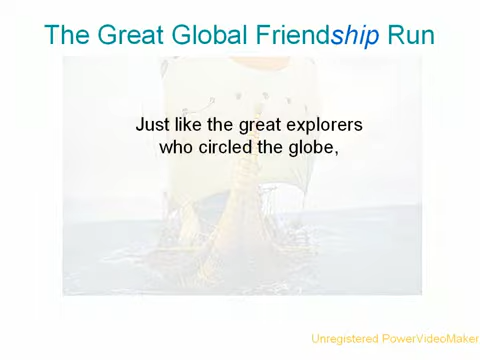 The Great Global Friendship Run
Just like the great explorers
who circled the globe,
Unregistered PowerVideoMaker